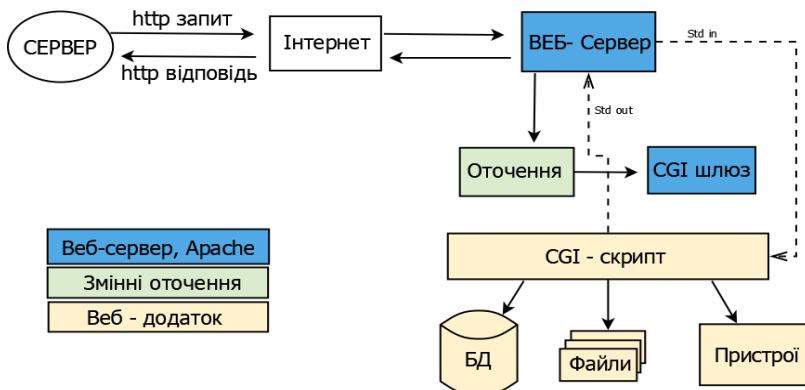 http запит
СЕРВЕР
Інтернет
http відповідь
ВЕБ- Сервер
Std in
Std out
Оточення
CGI шлюз
Веб-сервер, Apache
Змінні оточення
Веб - додаток
CGI - скрипт
БД
Файли
Пристрої